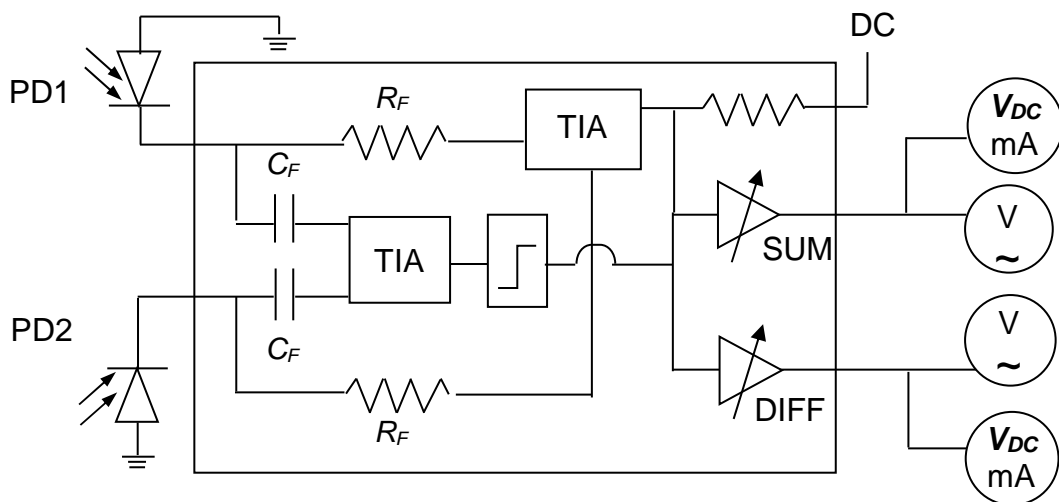 DC
PD1
R_F
TIA
V_DC
mA
C_F
TIA
SUM
V
~
PD2
C_F
V
~
DIFF
R_F
V_DC
mA